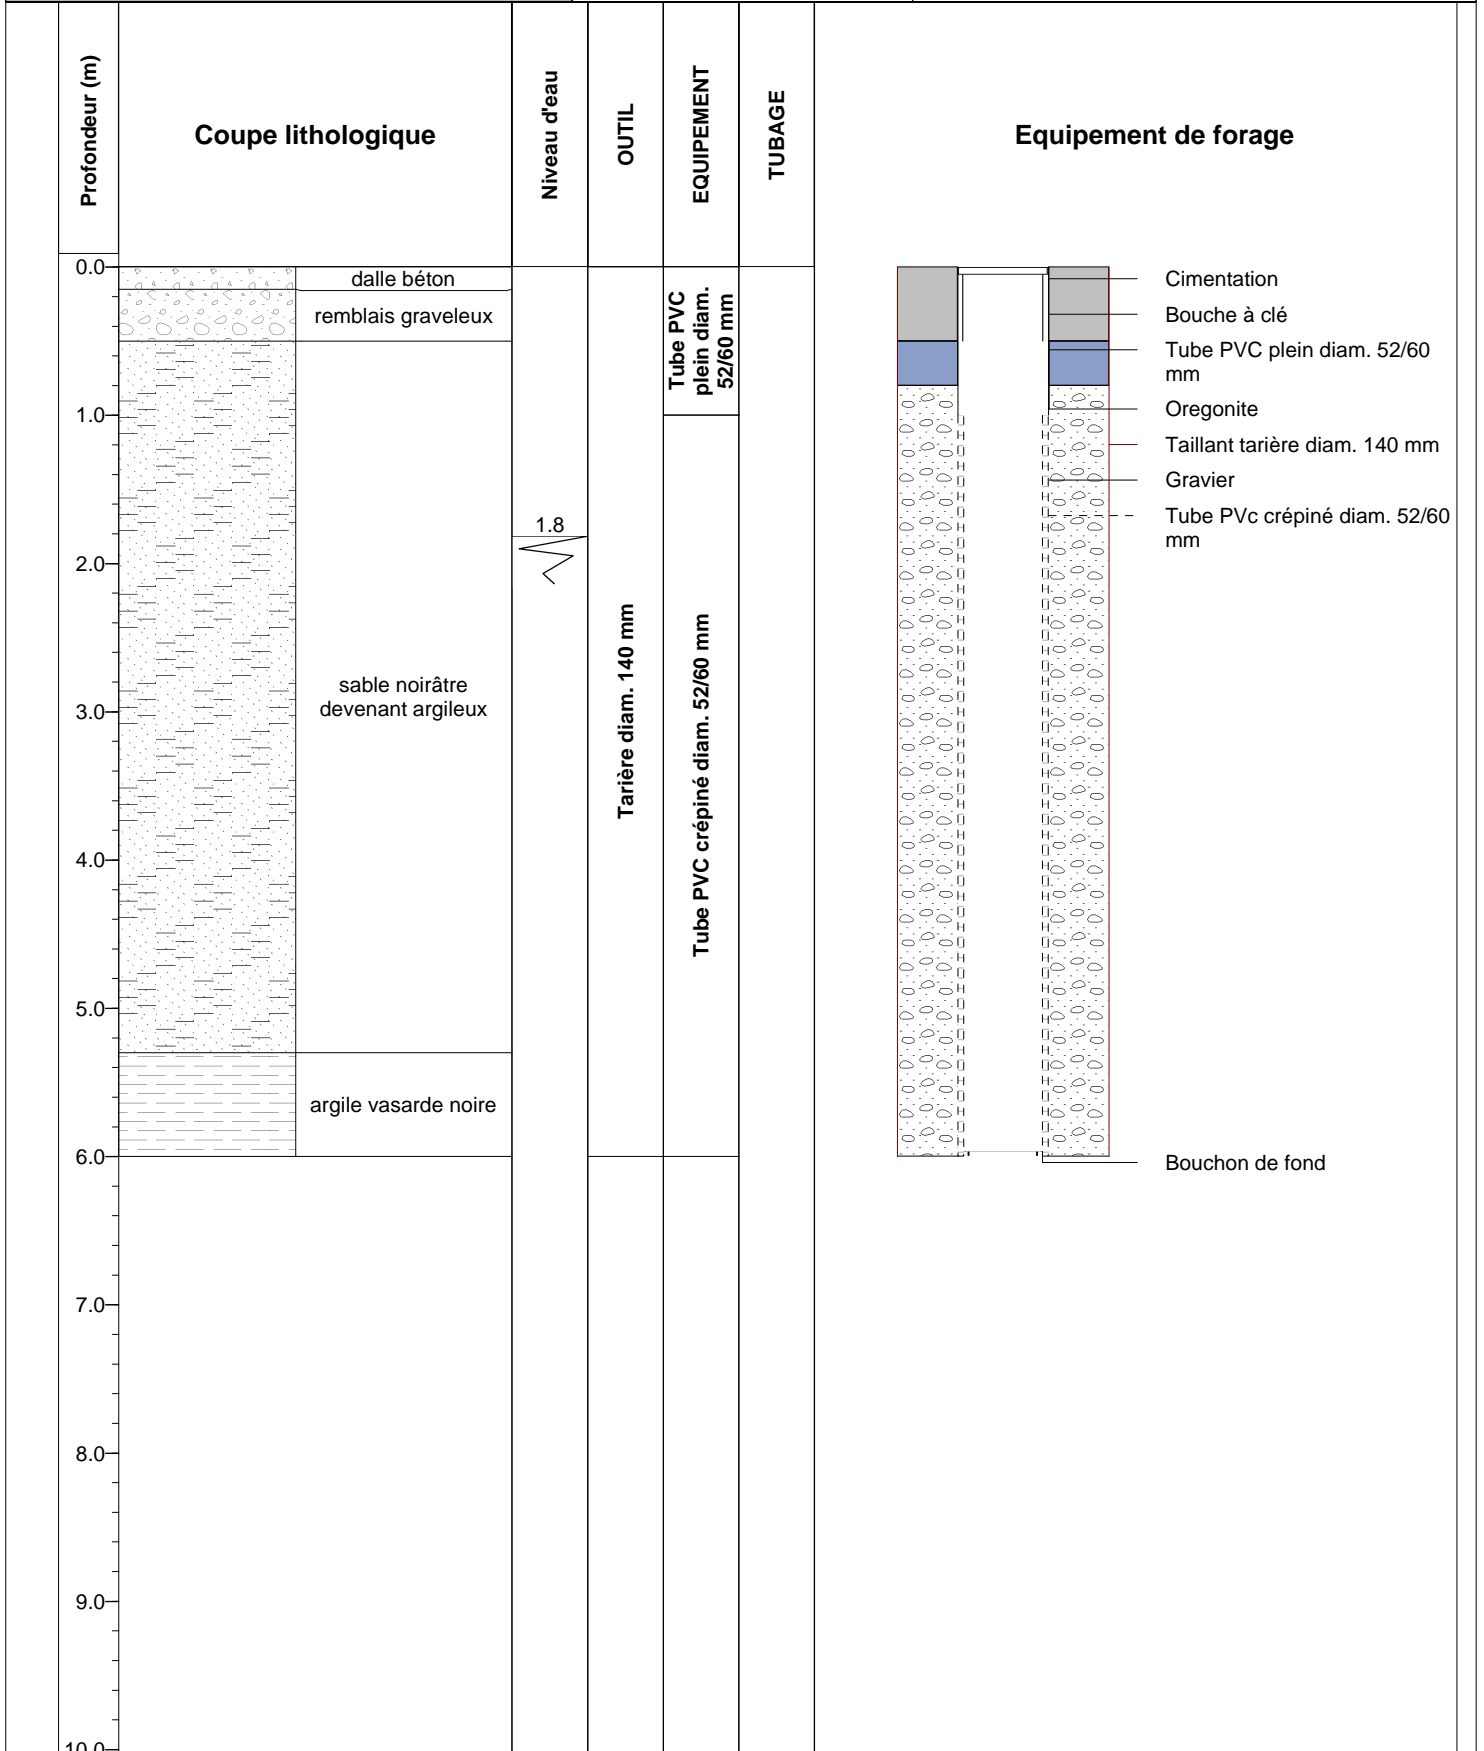 Profondeur (m)
Coupe lithologique
Niveau d'eau
OUTIL
EQUIPEMENT
TUBAGE
Equipement de forage
0.0
dalle béton
remblais graveleux
1.0
1.8
2.0
sable noirâtre
devenant argileux
3.0
4.0
5.0
argile vasarde noire
6.0
7.0
8.0
9.0
10.0
Tarière diam. 140 mm
Tube PVC
plein diam.
52/60 mm
Tube PVC crépiné diam. 52/60 mm
Cimentation
Bouche à clé
Tube PVC plein diam. 52/60
mm
Oregonite
Taillant tarière diam. 140 mm
Gravier
Tube PVc crépiné diam. 52/60
mm
Bouchon de fond